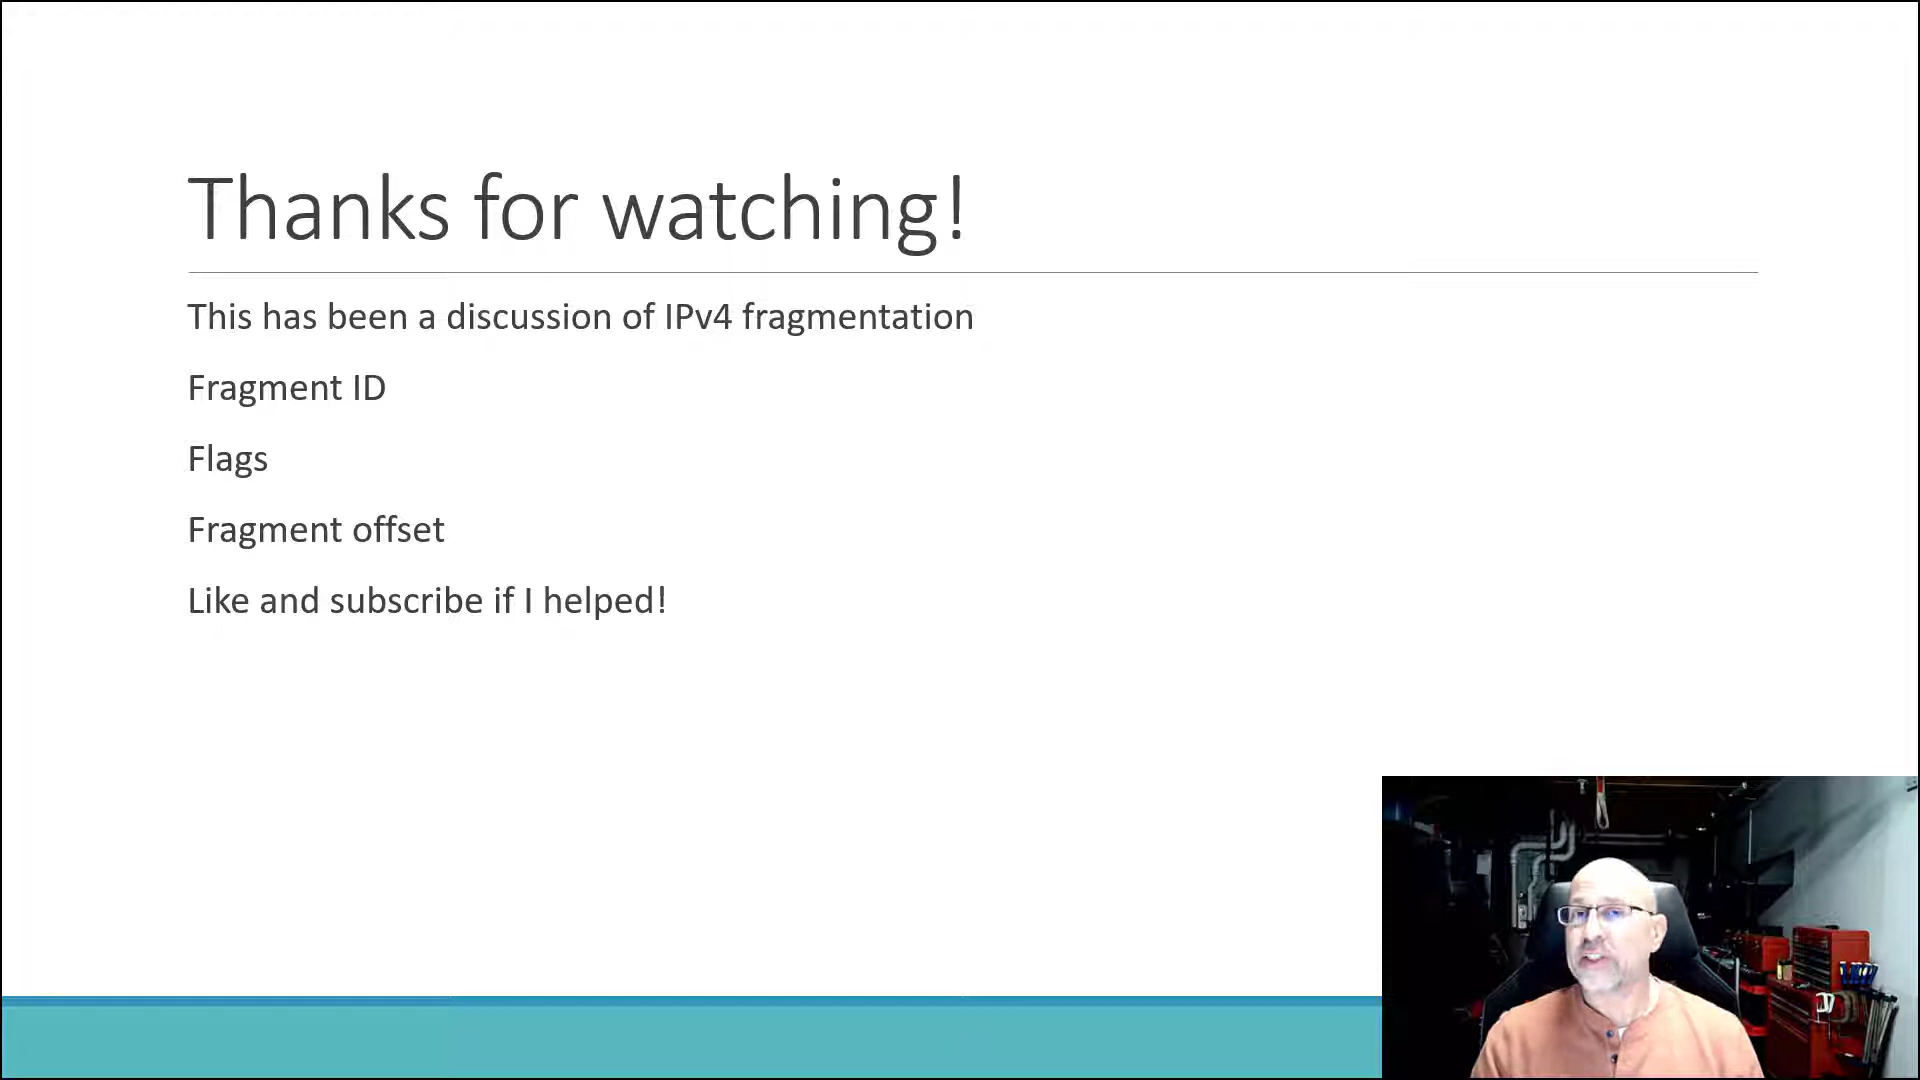 Thanks for watching!
This has been a discussion of IPv4 fragmentation
Fragment ID
Flags
Fragment offset
Like and subscribe if I helped!